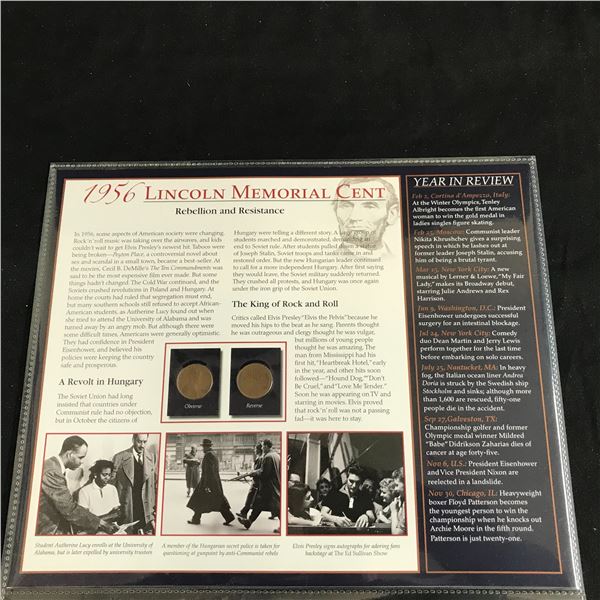 1956 LINCOLN MEMORIAL CENT
Rebellion and Resistance
In 1956, some aspects of American society were changing.
Rock 'n' roll music was taking over the airwaves, and kids
couldn't wait to get Elvis Presley's newest hit. Taboos were
being broken—Peyton Place, a controversial novel about
sex and scandal in a small town, became a best-seller. At
the movies, Cecil B. DeMille's The Ten Commandments was
said to be the most expensive film ever made. But some
things hadn't changed. The Cold War continued, and the
Soviets crushed revolutions in Poland and Hungary. At
home the courts had ruled that segregation must end,
but many southern schools still refused to accept African-
American students, as Autherine Lucy found out when
she tried to attend the University of Alabama and was
turned away by an angry mob. But although there were
some difficult times, Americans were generally optimistic.
They had confidence in President
Eisenhower, and believed his
policies were keeping the country
safe and prosperous.
A Revolt in Hungary
The Soviet Union had long
insisted that countries under
Communist rule had no objection,
but in October the citizens of
Hungary were telling a different story. A group of
students marched and demonstrated, demanding an
end to Soviet rule. After students pulled down a statue
of Joseph Stalin, Soviet troops and tanks came in and
restored order. But the new Hungarian leader continued
to call for a more independent Hungary. After first saying
they would leave, the Soviet military suddenly returned.
They crushed all protests, and Hungary was once again
under the iron grip of the Soviet Union.
The King of Rock and Roll
Critics called Elvis Presley "Elvis the Pelvis" because he
moved his hips to the beat as he sang. Parents thought
he was outrageous and clergy thought he was vulgar,
but millions of young people
thought he was amazing. The
man from Mississippi had his
first hit, "Heartbreak Hotel," early
in the year, and other hits soon
followed—"Hound Dog," "Don't
Be Cruel," and "Love Me Tender."
Soon he was appearing on TV and
starring in movies. Elvis proved
that rock 'n' roll was not a passing
fad—it was here to stay.
Obverse
Reverse
Student Autherine Lucy enrolls at the University of
Alabama, but is later expelled by university trustees
A member of the Hungarian secret police is taken for
questioning at gunpoint by anti-Communist rebels
Elvis Presley signs autographs for adoring fans
backstage at The Ed Sullivan Show
YEAR IN REVIEW
Feb 2, Cortina d'Ampezzo, Italy:
At the Winter Olympics, Tenley
Albright becomes the first American
woman to win the gold medal in
ladies singles figure skating.
Feb 25, Moscow: Communist leader
Nikita Khrushchev gives a surprising
speech in which he lashes out at
former leader Joseph Stalin, accusing
him of being a brutal tyrant.
Mar 15, New York City: A new
musical by Lerner & Loewe, "My Fair
Lady," makes its Broadway debut,
starring Julie Andrews and Rex
Harrison.
Jun 9, Washington, D.C.: President
Eisenhower undergoes successful
surgery for an intestinal blockage.
Jul 24, New York City: Comedy
duo Dean Martin and Jerry Lewis
perform together for the last time
before embarking on solo careers.
July 25, Nantucket, MA: In heavy
fog, the Italian ocean liner Andrea
Doria is struck by the Swedish ship
Stockholm and sinks; although more
than 1,600 are rescued, fifty-one
people die in the accident.
Sep 27, Galveston, TX:
Championship golfer and former
Olympic medal winner Mildred
"Babe" Didrikson Zaharias dies of
cancer at age forty-five.
Nov 6, U.S.: President Eisenhower
and Vice President Nixon are
reelected in a landslide.
Nov 30, Chicago, IL: Heavyweight
boxer Floyd Patterson becomes
the youngest person to win the
championship when he knocks out
Archie Moore in the fifth round.
Patterson is just twenty-one.